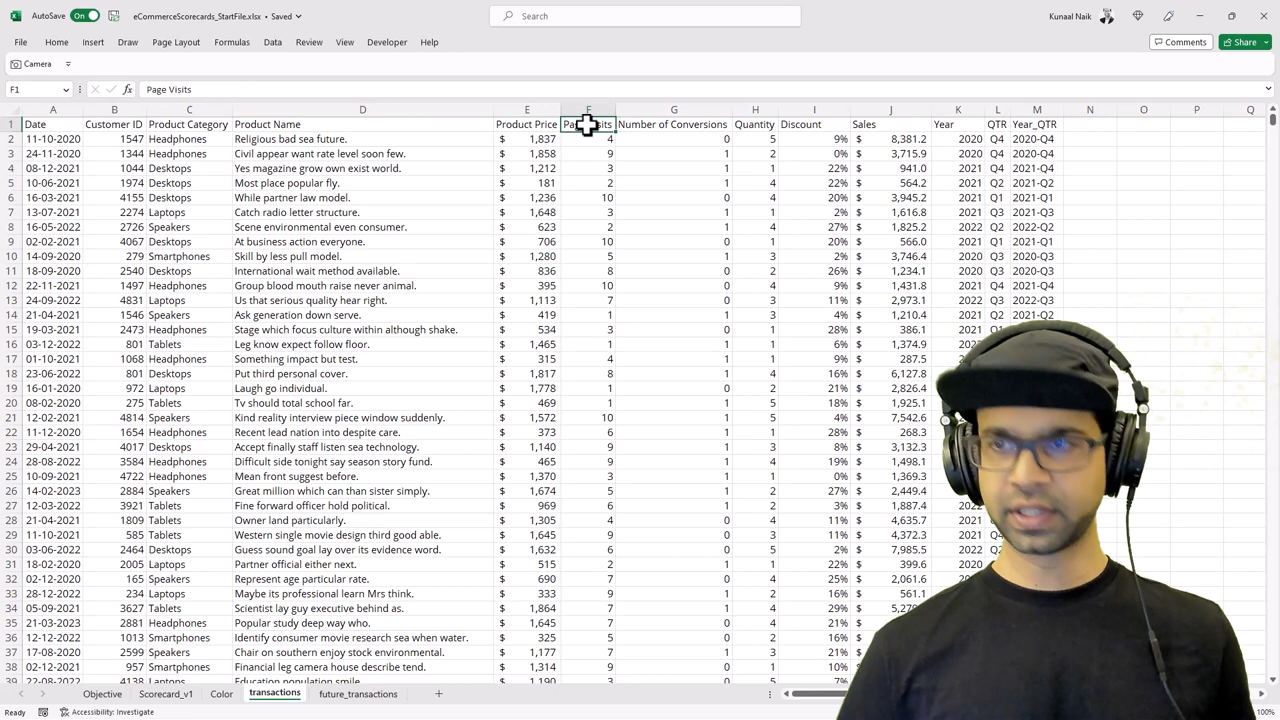 AutoSave On eCommerceScorecards_StartFile.xlsx • Saved Search Kunaal Naik
File Home Insert Draw Page Layout Formulas Data Review View Developer Help Comments Share
Camera
F1 fx Page Visits
A B C D E F G H I J K L M N O P Q
1 Date Customer ID Product Category Product Name Product Price Number of Conversions Quantity Discount Sales Year QTR Year_QTR
2 11-10-2020 1547 Headphones Religious bad sea future. $ 1,837 4 0 5 9% $ 8,381.2 2020 Q4 2020-Q4
3 24-11-2020 1344 Headphones Civil appear want rate level soon few. $ 1,858 9 1 2 0% $ 3,715.9 2020 Q4 2020-Q4
4 08-12-2021 1044 Desktops Yes magazine grow own exist world. $ 1,212 3 1 1 22% $ 941.0 2021 Q4 2021-Q4
5 10-06-2021 1974 Desktops Most place popular fly. $ 181 2 1 4 22% $ 564.2 2021 Q2 2021-Q2
6 16-03-2021 4155 Desktops While partner law model. $ 1,236 10 0 4 20% $ 3,945.2 2021 Q1 2021-Q1
7 13-07-2021 2274 Laptops Catch radio letter structure. $ 1,648 3 1 1 2% $ 1,616.8 2021 Q3 2021-Q3
8 16-05-2022 2726 Speakers Scene environmental even consumer. $ 623 2 1 4 27% $ 1,825.2 2022 Q2 2022-Q2
9 02-02-2021 4067 Desktops At business action everyone. $ 706 10 0 1 20% $ 566.0 2021 Q1 2021-Q1
10 14-09-2020 279 Smartphones Skill by less pull model. $ 1,280 5 1 3 2% $ 3,746.4 2020 Q3 2020-Q3
11 18-09-2020 2540 Desktops International wait method available. $ 836 8 0 2 26% $ 1,234.1 2020 Q3 2020-Q3
12 22-11-2021 1497 Headphones Group blood mouth raise never animal. $ 395 10 0 4 9% $ 1,431.8 2021 Q4 2021-Q4
13 24-09-2022 4831 Laptops Us that serious quality hear right. $ 1,113 7 0 3 11% $ 2,973.1 2022 Q3 2022-Q3
14 21-04-2021 1546 Speakers Ask generation down serve. $ 419 1 1 3 4% $ 1,210.4 2021 Q2 2021-Q2
15 19-03-2021 2473 Headphones Stage which focus culture within although shake. $ 534 3 0 1 28% $ 386.1 2021
16 03-12-2021 801 Tablets Leg know expect follow floor. $ 1,465 1 1 1 6% $ 1,374.9
17 01-10-2021 1068 Headphones Something impact but test. $ 315 4 1 1 9% $ 287.5
18 23-06-2022 801 Desktops Put third personal cover. $ 1,817 8 1 4 16% $ 6,127.8
19 16-01-2020 972 Laptops Laugh go individual. $ 1,778 1 0 2 21% $ 2,826.4
20 08-02-2020 275 Tablets Tv should total school far. $ 469 1 0 5 18% $ 1,925.1
21 12-02-2021 4814 Speakers Kind reality interview piece window suddenly. $ 1,572 10 1 5 4% $ 7,542.6
22 11-12-2020 1654 Headphones Recent lead nation into despite care. $ 373 6 1 1 28% $ 268.3
23 29-04-2021 4017 Desktops Accept finally staff listen sea technology. $ 1,140 9 1 3 8% $ 3,132.3
24 28-08-2022 3584 Headphones Difficult side tonight say season story fund. $ 465 9 1 4 19% $ 1,498.1
25 10-09-2021 4722 Headphones Mean front suggest before. $ 1,370 3 1 1 0% $ 1,369.3
26 14-02-2023 2884 Speakers Great million which can than sister simply. $ 1,674 5 1 2 27% $ 2,449.4
27 12-03-2022 3921 Tablets Fine forward officer hold political. $ 969 6 1 2 3% $ 1,887.4
28 21-04-2021 1809 Tablets Owner land particularly. $ 1,305 4 0 4 11% $ 4,635.7 2021
29 11-10-2021 585 Tablets Western single movie design third good able. $ 1,645 9 0 3 11% $ 4,372.3 2021
30 03-06-2022 2464 Desktops Guess sound goal lay over its evidence word. $ 1,632 6 0 5 2% $ 7,985.5 2022
31 18-02-2020 2005 Laptops Partner official either next. $ 515 2 0 1 22% $ 399.6 2020
32 02-12-2020 165 Speakers Represent age particular rate. $ 690 7 0 4 25% $ 2,061.6
33 28-12-2022 234 Laptops Maybe its professional learn Mrs think. $ 333 9 1 2 16% $ 561.1
34 05-09-2021 3627 Tablets Scientist lay guy executive behind as. $ 1,864 7 1 4 29%
35 21-03-2023 2881 Headphones Popular study deep way who. $ 1,645 7 0 4 21%
36 12-12-2022 1013 Smartphones Identify consumer movie research sea when water. $ 325 5 0 2 16%
37 17-08-2020 2599 Smartphones Chair on southern enjoy stock environmental. $ 1,177 7 1 3 21%
38 02-12-2021 957 Smartphones Financial leg camera house describe tend. $ 1,314 9 0 1 10%
Objective Scorecard_v1 Color transactions future_transactions
Ready Accessibility: Investigate 100%